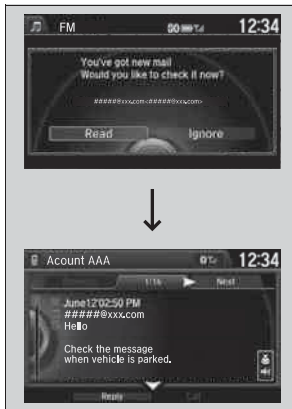 FM
12:34
You've got new mail
Would you like to check it now?
#####@xxx.com<#####@xxx.com>
Read Ignore
Acount AAA
12:34
Next
June12'02:50 PM
#####@xxx.com
Hello
Check the message
when vehicle is parked.
Reply Call